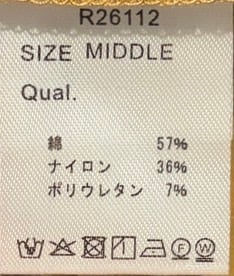 R26112
SIZE MIDDLE
Qual.
綿 57%
ナイロン 36%
ポリウレタン 7%
F W